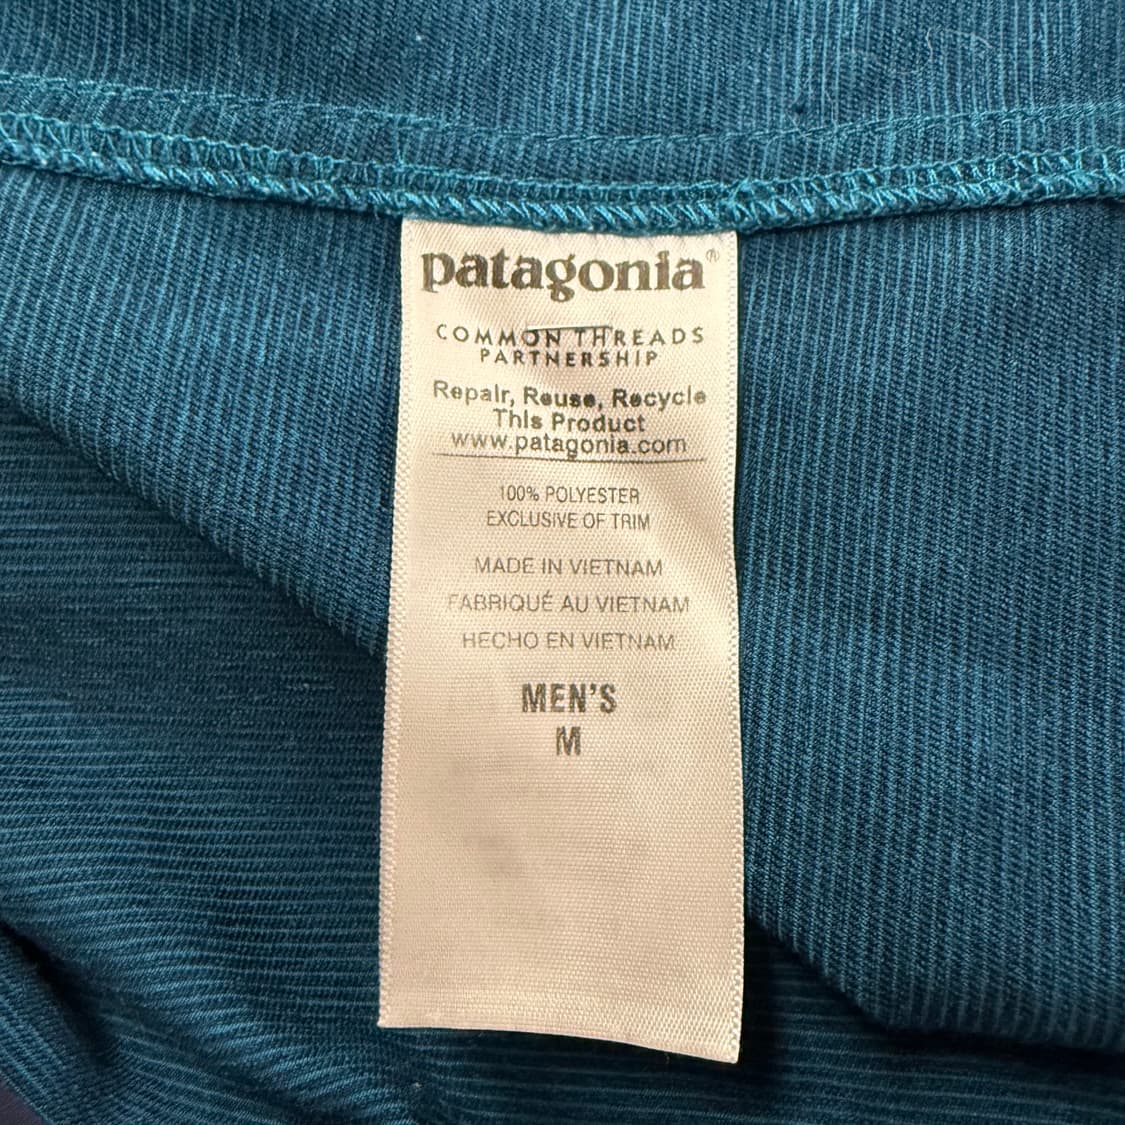 patagonia®
COMMON THREADS
PARTNERSHIP
Repair, Reuse, Recycle
This Product
www.patagonia.com
100% POLYESTER
EXCLUSIVE OF TRIM
MADE IN VIETNAM
FABRIQUÉ AU VIETNAM
HECHO EN VIETNAM
MEN'S
M